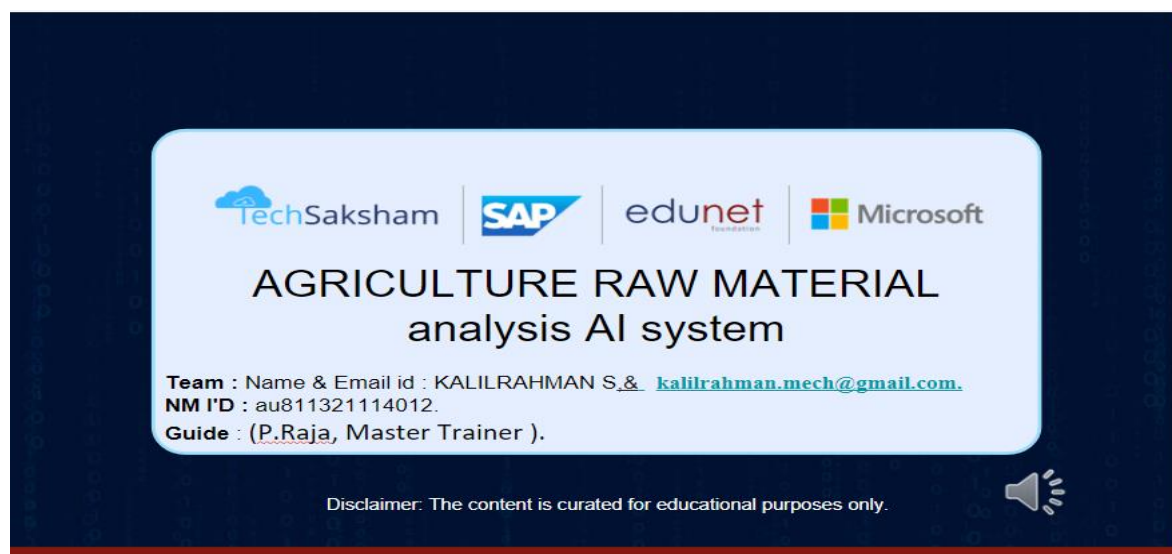 TechSaksham SAP edunet foundation Microsoft
AGRICULTURE RAW MATERIAL
analysis AI system
Team : Name & Email id : KALILRAHMAN S,& kalilrahman.mech@gmail.com.
NM I'D : au811321114012.
Guide : (P.Raja, Master Trainer ).
Disclaimer: The content is curated for educational purposes only.